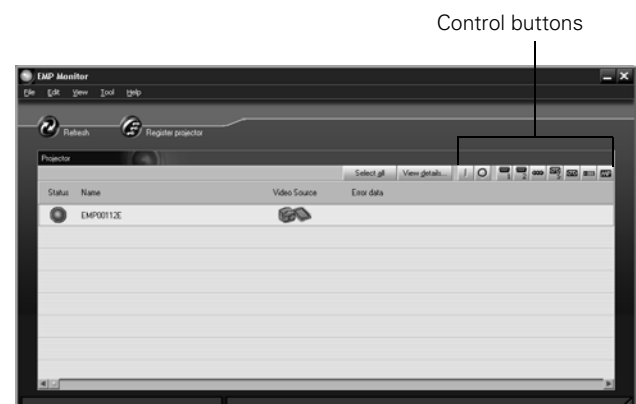 Control buttons
EMP Monitor
File Edit View Tool Help
Refresh Register projector
Projector
Select all View details...
Status Name Video Source Error data
EMP00112E